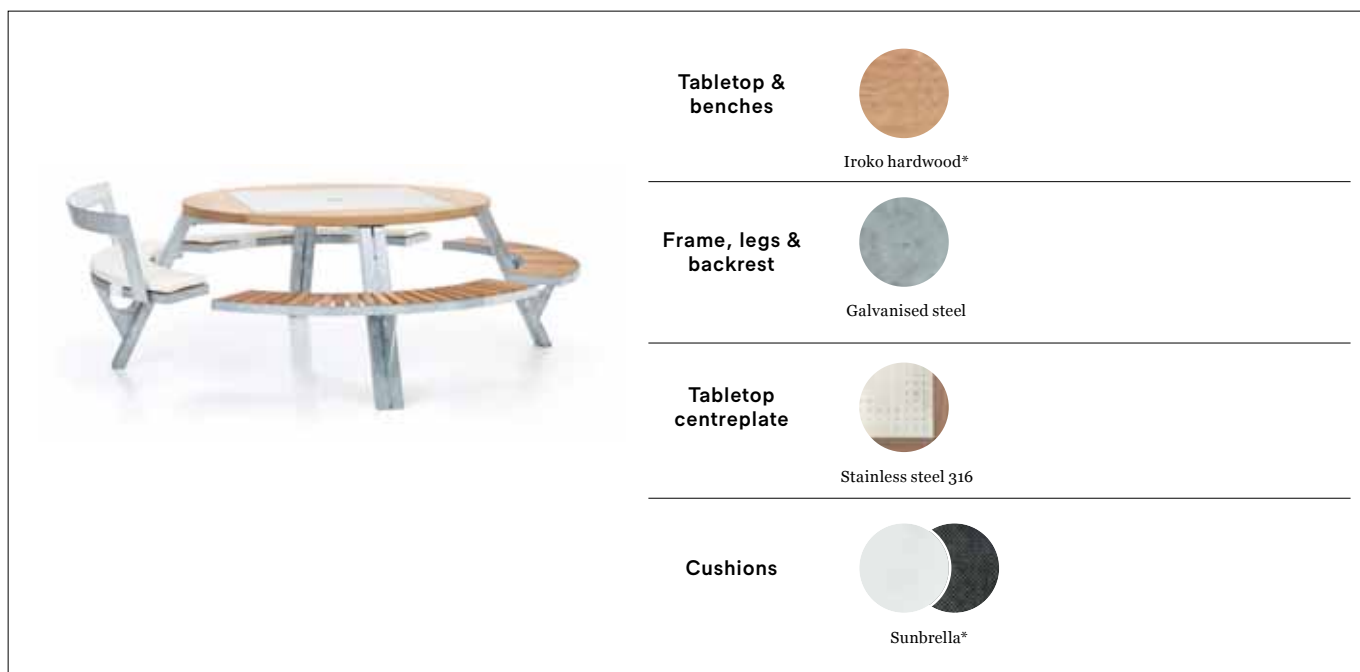 Tabletop &
benches
Iroko hardwood*
Frame, legs &
backrest
Galvanised steel
Tabletop
centreplate
Stainless steel 316
Cushions
Sunbrella*